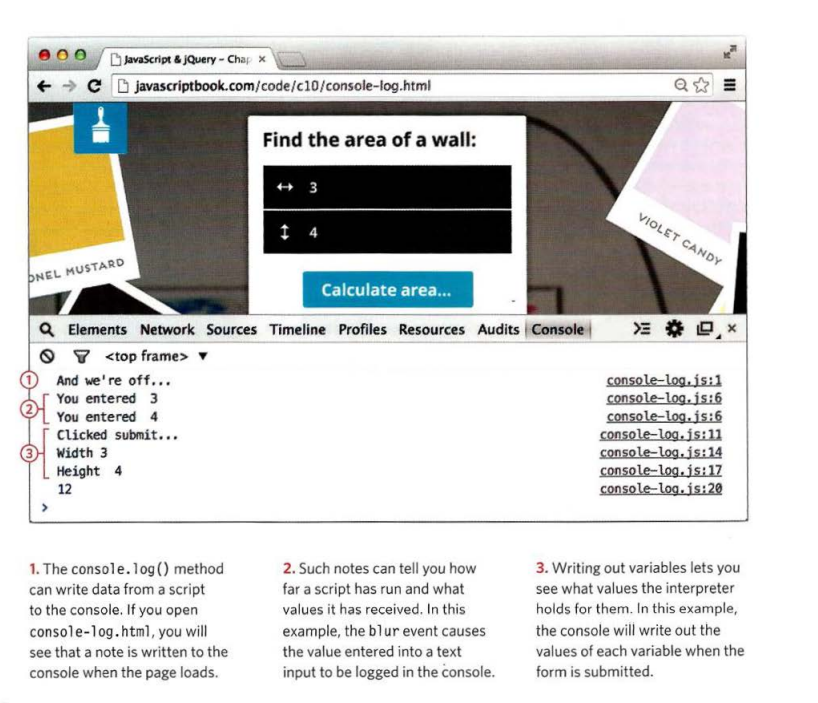 JavaScript & jQuery – Chap ×
javascriptbook.com/code/c10/console-log.html
Find the area of a wall:
3
4
Calculate area...
ONEL MUSTARD
VIOLET CANDY
Elements Network Sources Timeline Profiles Resources Audits Console
<top frame> ▼
1 And we're off... console-log.js:1
2 You entered 3 console-log.js:6
You entered 4 console-log.js:6
3 Clicked submit... console-log.js:11
Width 3 console-log.js:14
Height 4 console-log.js:17
12 console-log.js:20
>
1. The console.log() method
can write data from a script
to the console. If you open
console-log.html, you will
see that a note is written to the
console when the page loads.
2. Such notes can tell you how
far a script has run and what
values it has received. In this
example, the blur event causes
the value entered into a text
input to be logged in the console.
3. Writing out variables lets you
see what values the interpreter
holds for them. In this example,
the console will write out the
values of each variable when the
form is submitted.